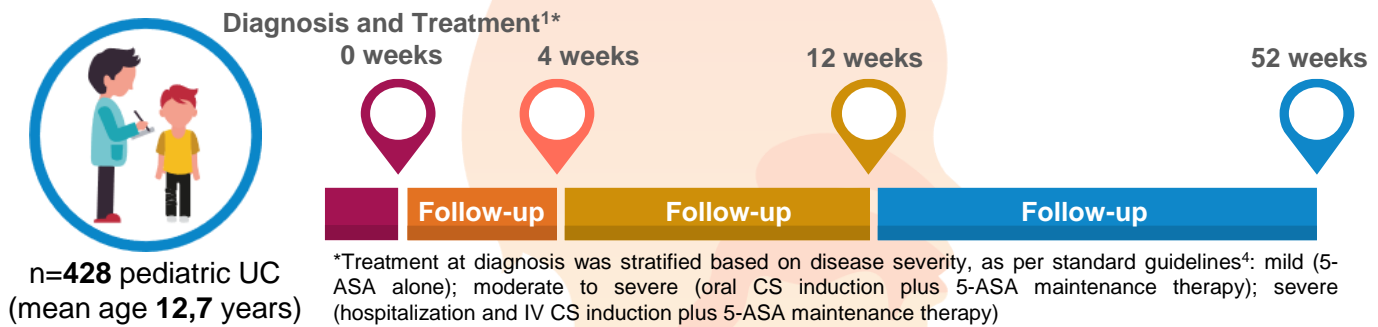 Diagnosis and Treatment¹*
0 weeks
4 weeks
12 weeks
52 weeks
Follow-up
Follow-up
Follow-up
n=428 pediatric UC
(mean age 12,7 years)
*Treatment at diagnosis was stratified based on disease severity, as per standard guidelines⁴: mild (5-
ASA alone); moderate to severe (oral CS induction plus 5-ASA maintenance therapy); severe
(hospitalization and IV CS induction plus 5-ASA maintenance therapy)